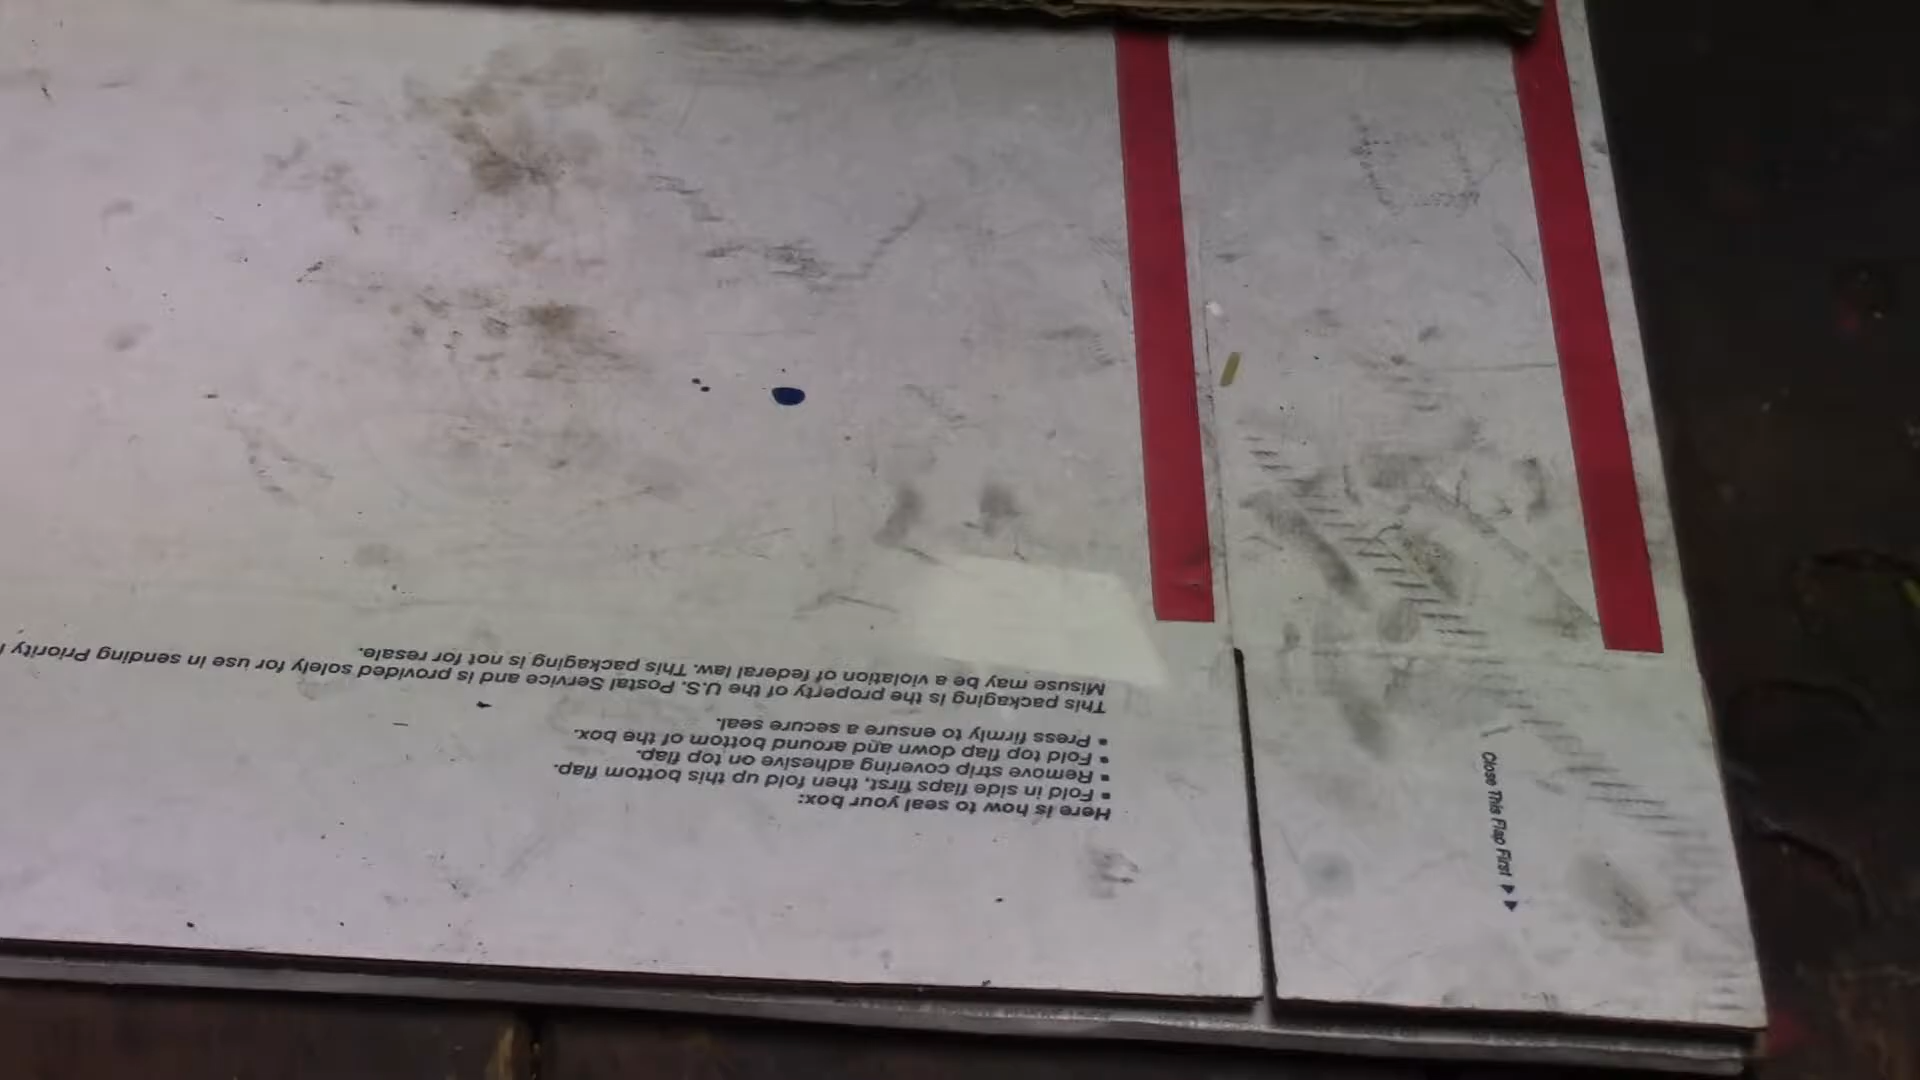 Here is how to seal your box:
• Fold in side flaps first, then fold up this bottom flap.
• Remove strip covering adhesive on top flap.
• Fold top flap down and around bottom of the box.
• Press firmly to ensure a secure seal.
This packaging is the property of the U.S. Postal Service and is provided solely for use in sending Priority
Misuse may be a violation of federal law. This packaging is not for resale.
Close This Flap First